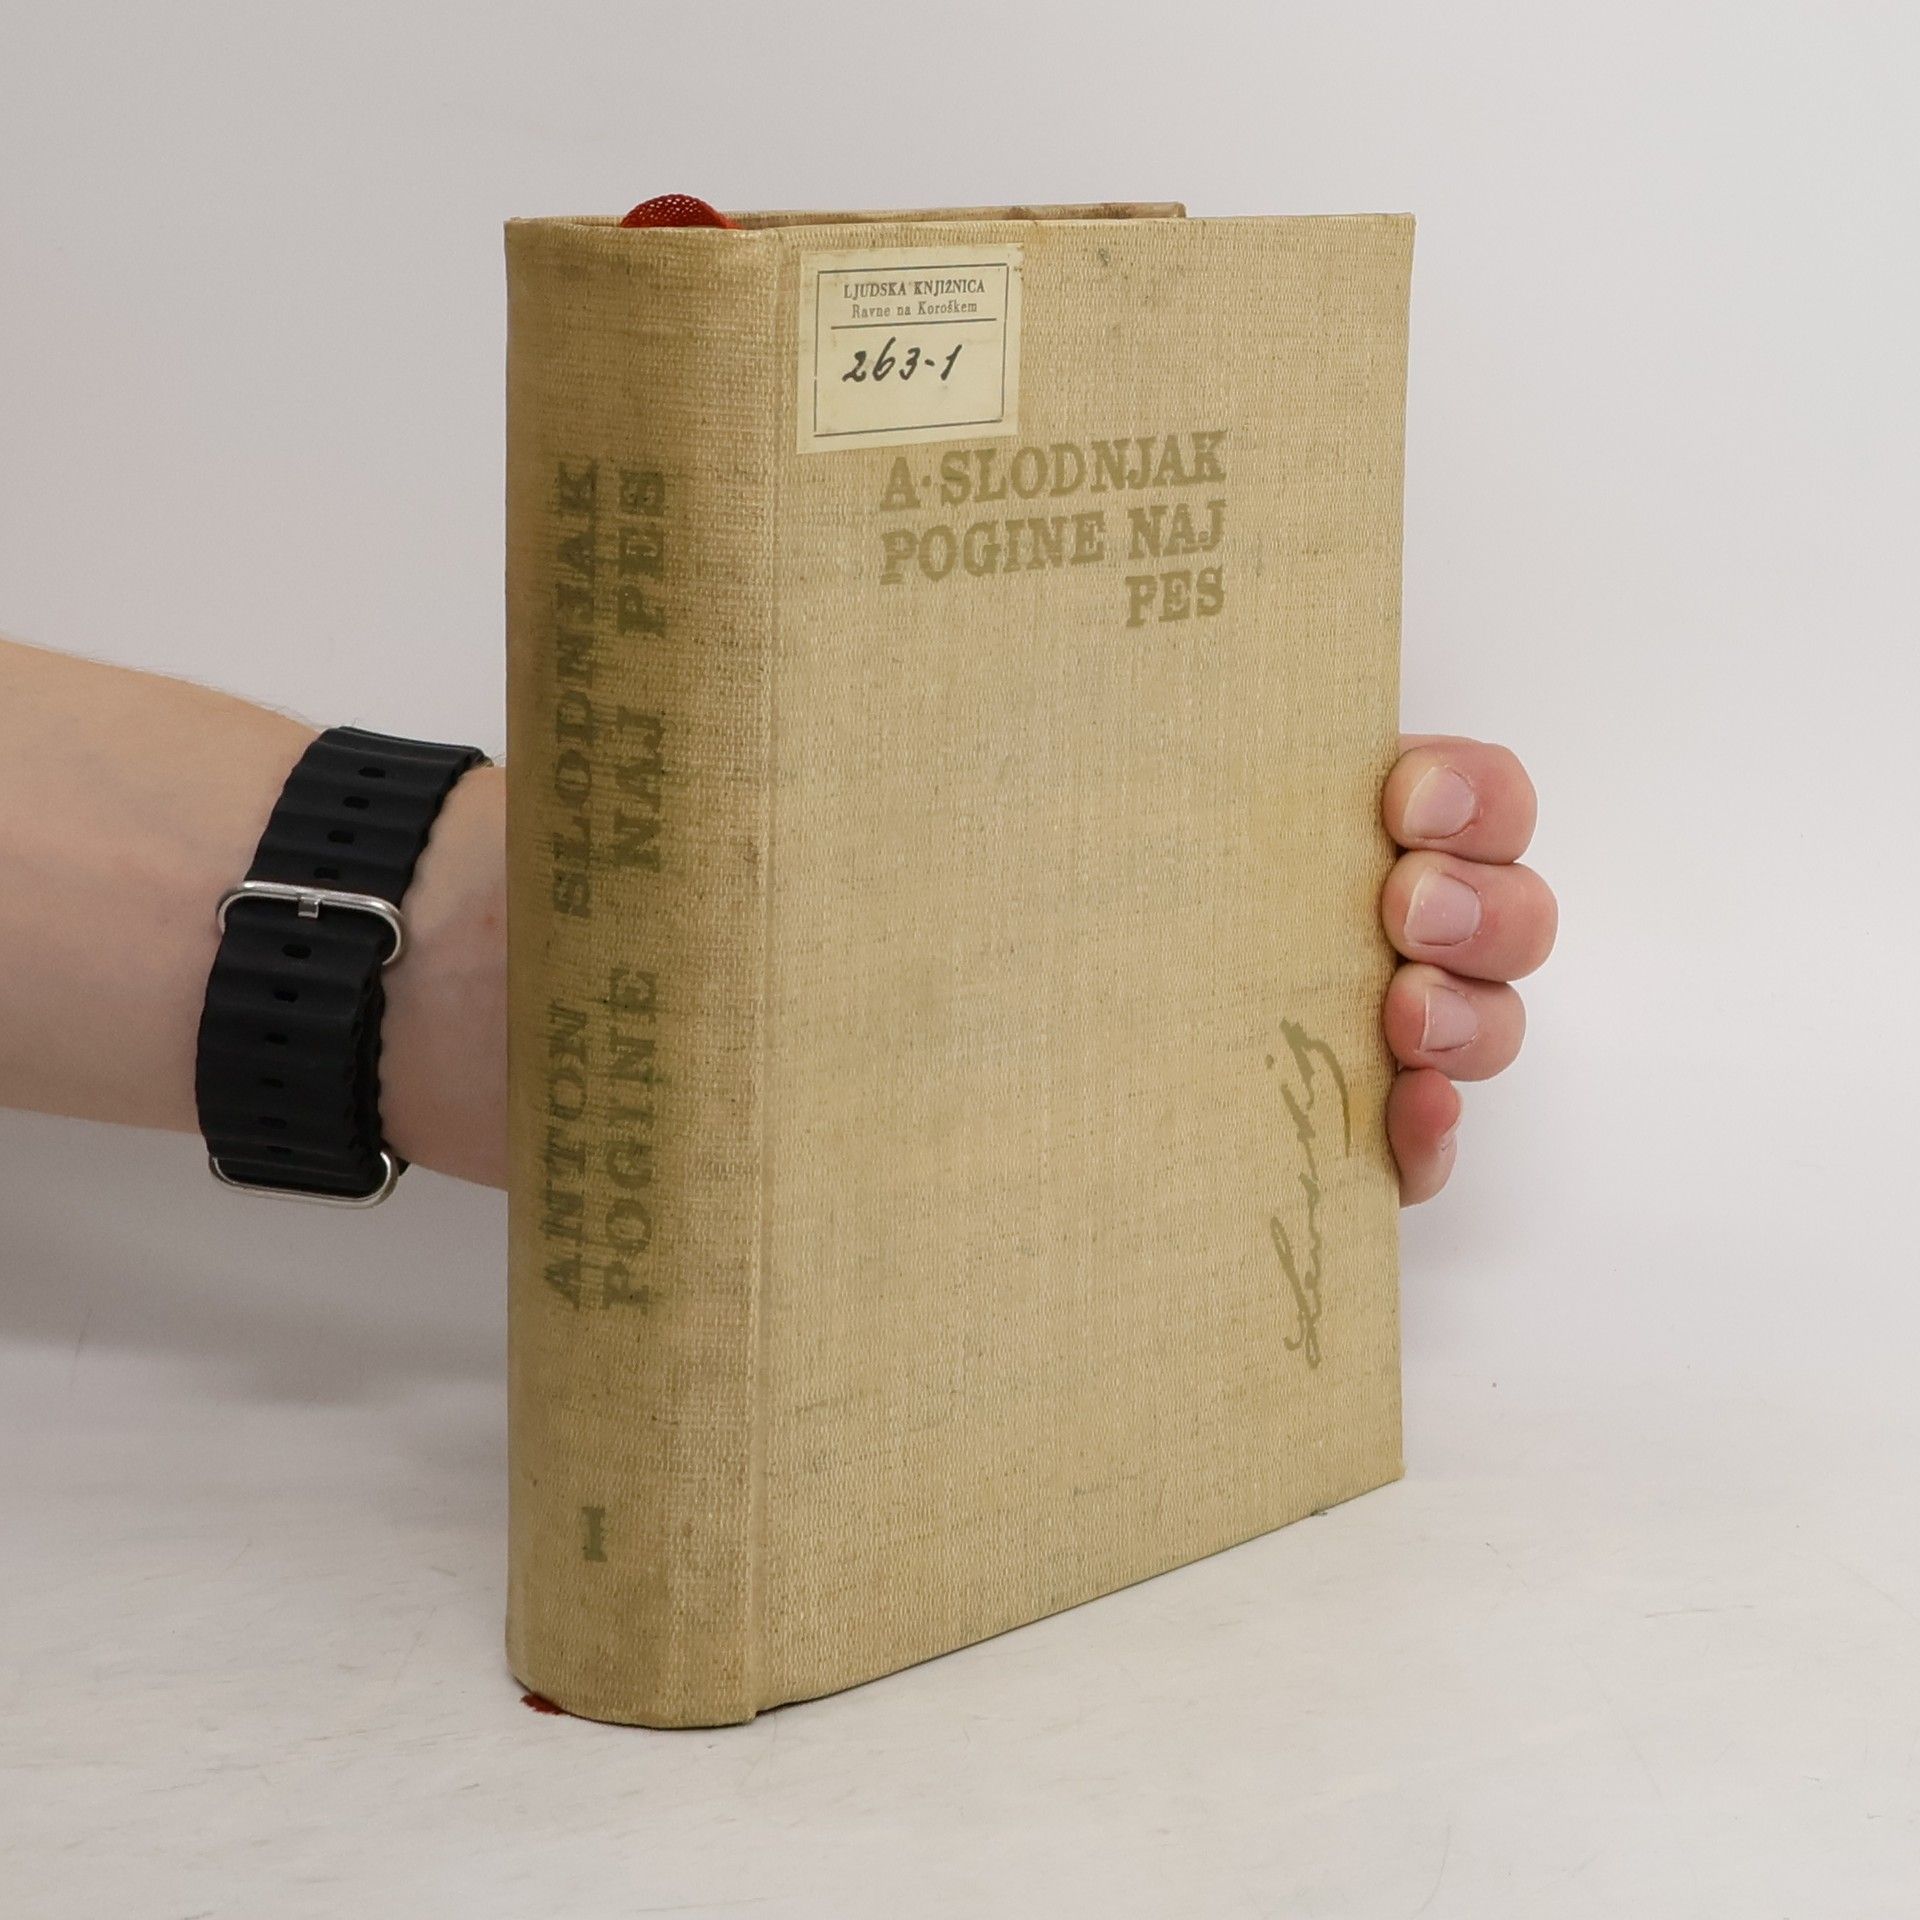 LJUDSKA KNJIŽNICA
Ravne na Koroškem
263-1
A·SLODNJAK
POGINE NAJ
PES
ANTON SLODNJAK
POGINE NAJ PES
I